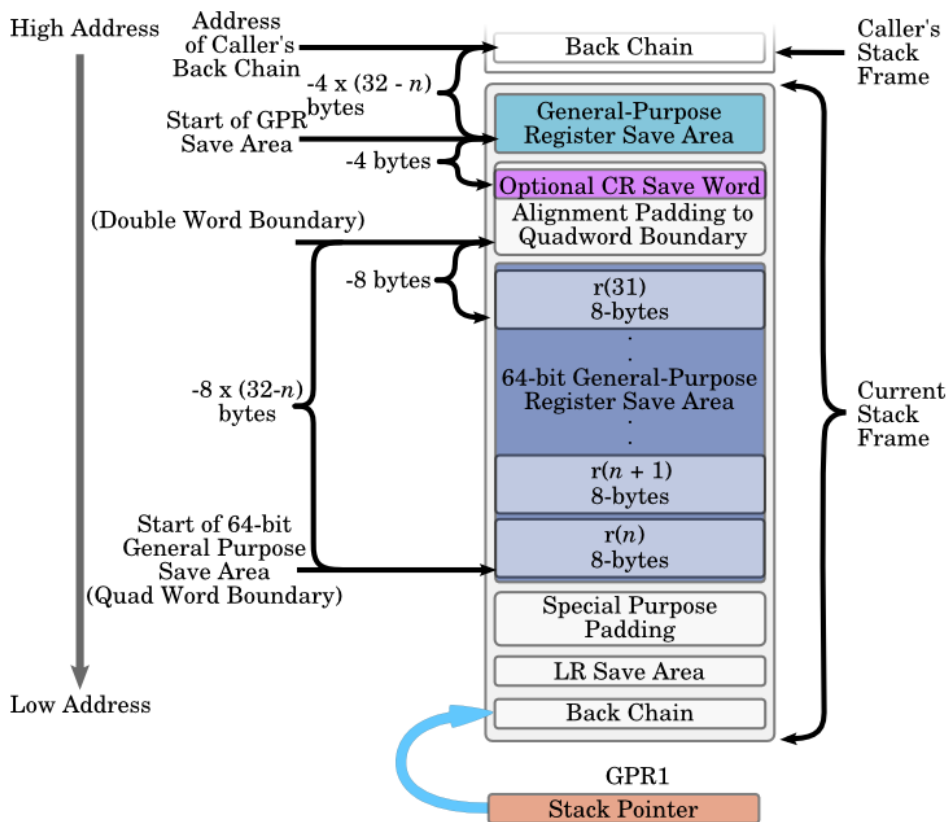 High Address
Address
of Caller's
Back Chain
Back Chain
Caller's
Stack
Frame
-4 x (32 - n)
bytes
Start of GPR
Save Area
General-Purpose
Register Save Area
-4 bytes
Optional CR Save Word
(Double Word Boundary)
Alignment Padding to
Quadword Boundary
-8 bytes
r(31)
8-bytes
.
.
64-bit General-Purpose
Register Save Area
.
.
-8 x (32-n)
bytes
Current
Stack
Frame
r(n + 1)
8-bytes
Start of 64-bit
General Purpose
Save Area
(Quad Word Boundary)
r(n)
8-bytes
Special Purpose
Padding
LR Save Area
Low Address
Back Chain
GPR1
Stack Pointer